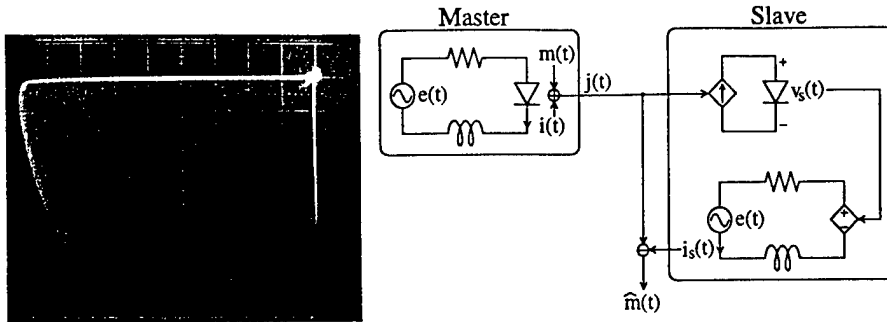 Master
Slave
e(t)
m(t)
i(t)
j(t)
+
v_s(t)
−
e(t)
+
−
i_s(t)
m̂(t)